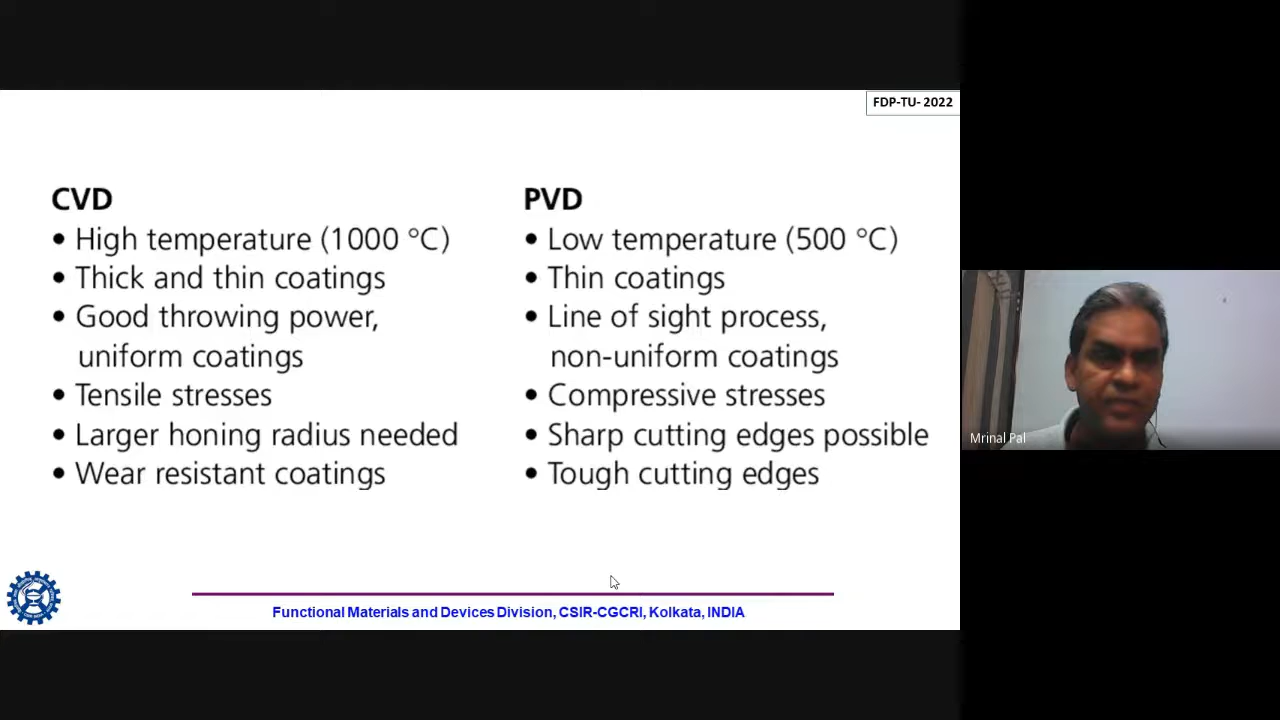 FDP-TU- 2022
CVD
• High temperature (1000 °C)
• Thick and thin coatings
• Good throwing power,
uniform coatings
• Tensile stresses
• Larger honing radius needed
• Wear resistant coatings
PVD
• Low temperature (500 °C)
• Thin coatings
• Line of sight process,
non-uniform coatings
• Compressive stresses
• Sharp cutting edges possible
• Tough cutting edges
Functional Materials and Devices Division, CSIR-CGCRI, Kolkata, INDIA
Mrinal Pal